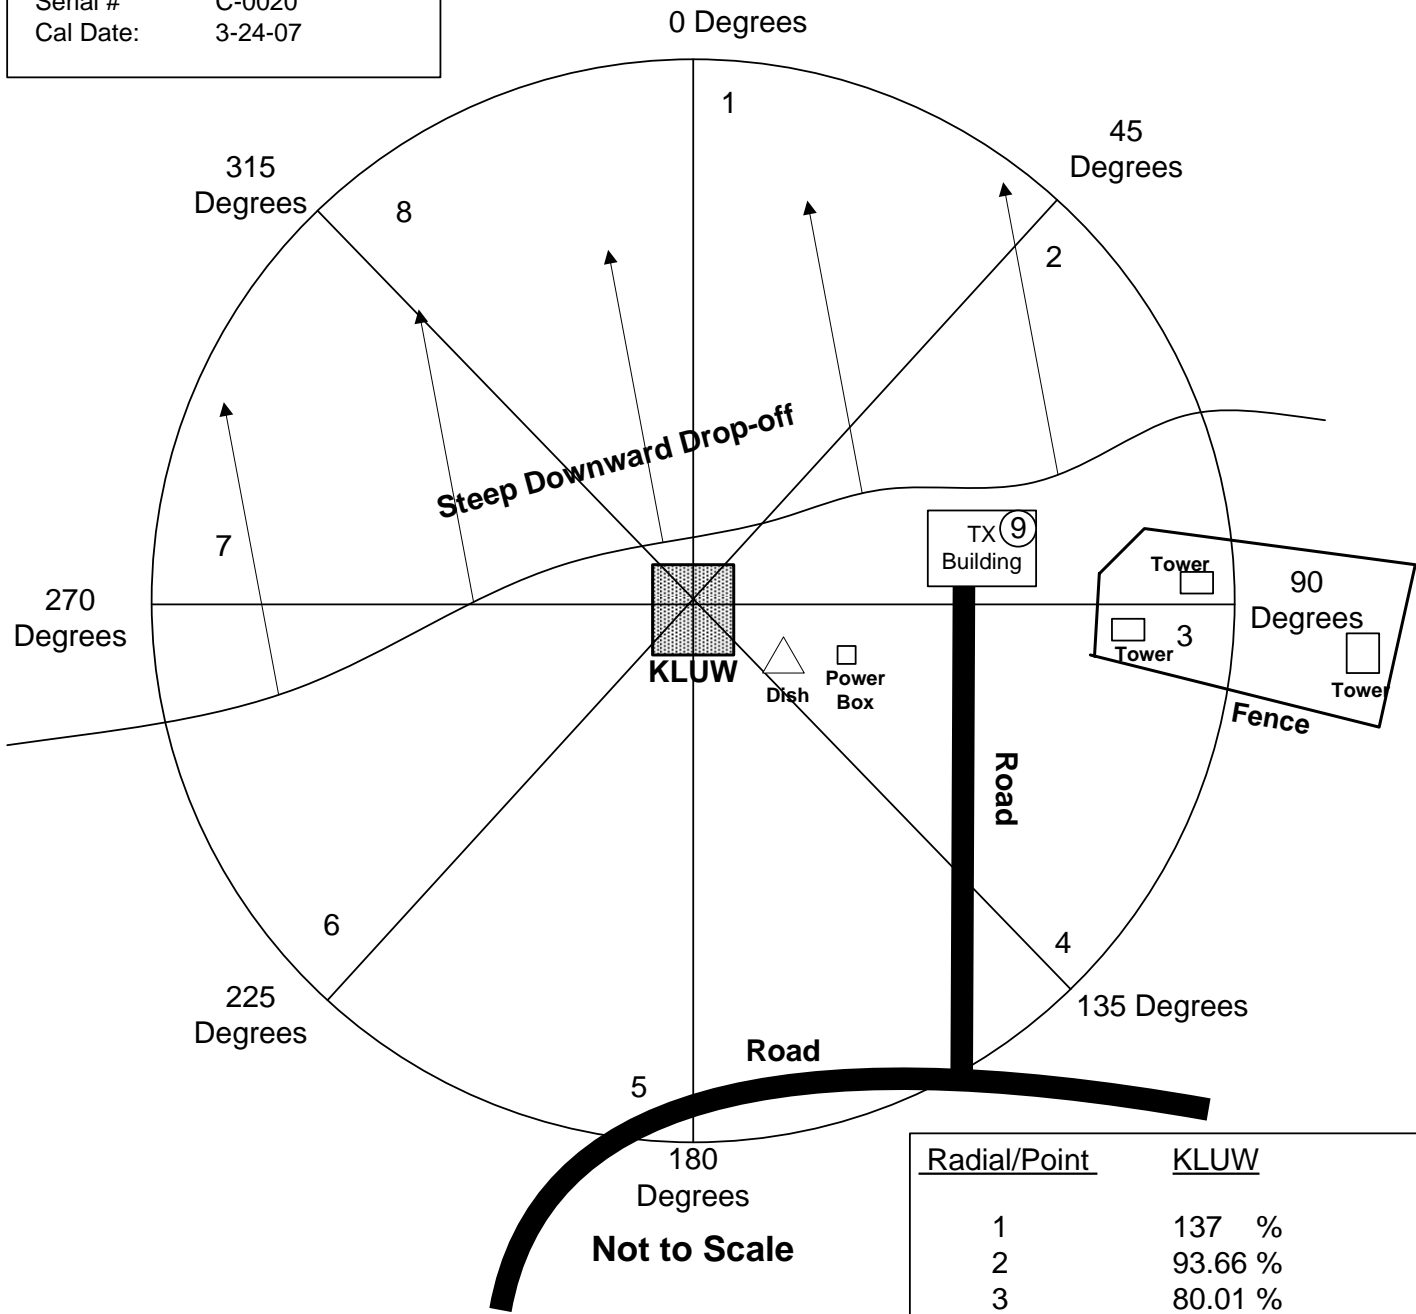 Serial # C-0020
Cal Date: 3-24-07
0 Degrees
1
45
Degrees
315
Degrees
8
2
Steep Downward Drop-off
7
TX 9
Building
Tower
90
Degrees
270
Degrees
3
Tower
KLUW
Dish
Power
Box
Tower
Fence
Road
6
4
225
Degrees
135 Degrees
Road
5
180
Degrees
Not to Scale
Radial/Point KLUW
1 137 %
2 93.66 %
3 80.01 %